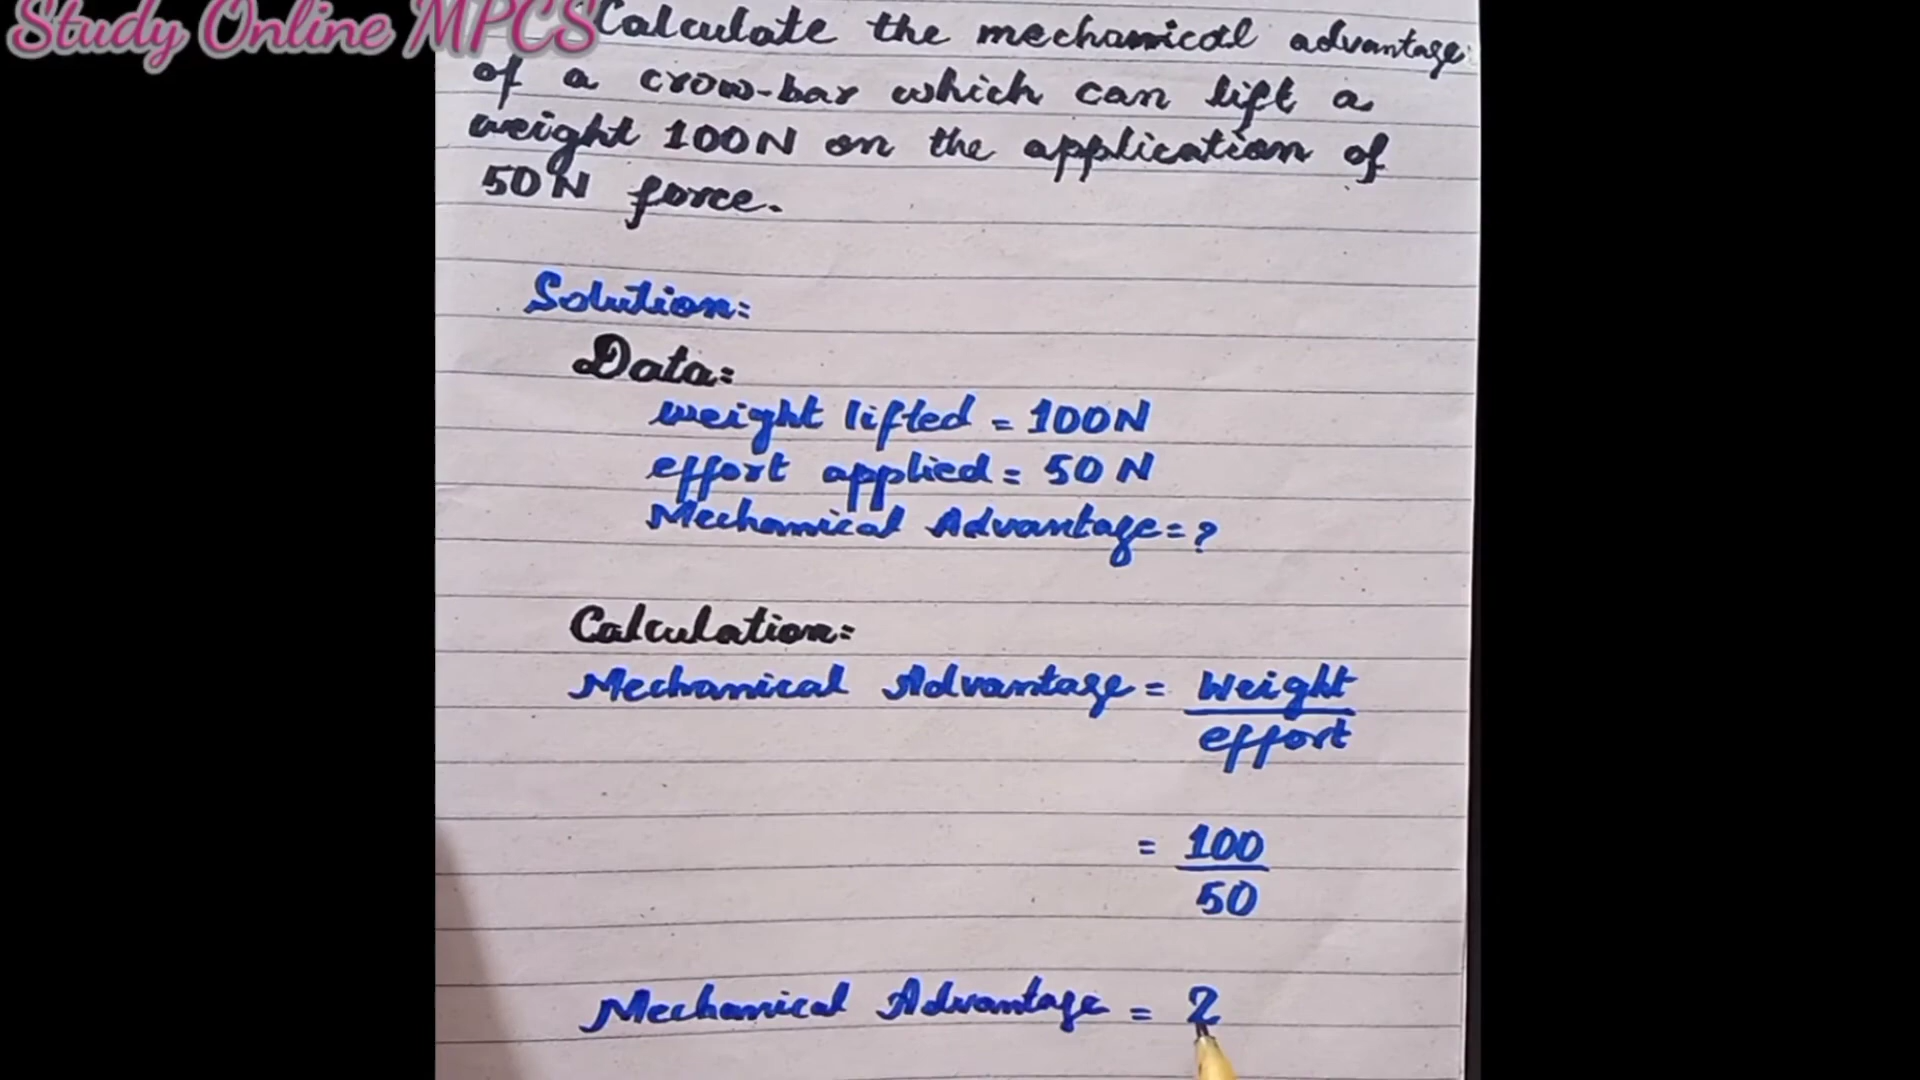 Study Online MPCS
Calculate the mechanical advantage
of a crow-bar which can lift a
weight 100N on the application of
50N force.
Solution:
Data:
weight lifted = 100N
effort applied = 50 N
Mechanical Advantage = ?
Calculation:
Mechanical Advantage = Weight
effort
= 100
50
Mechanical Advantage = 2